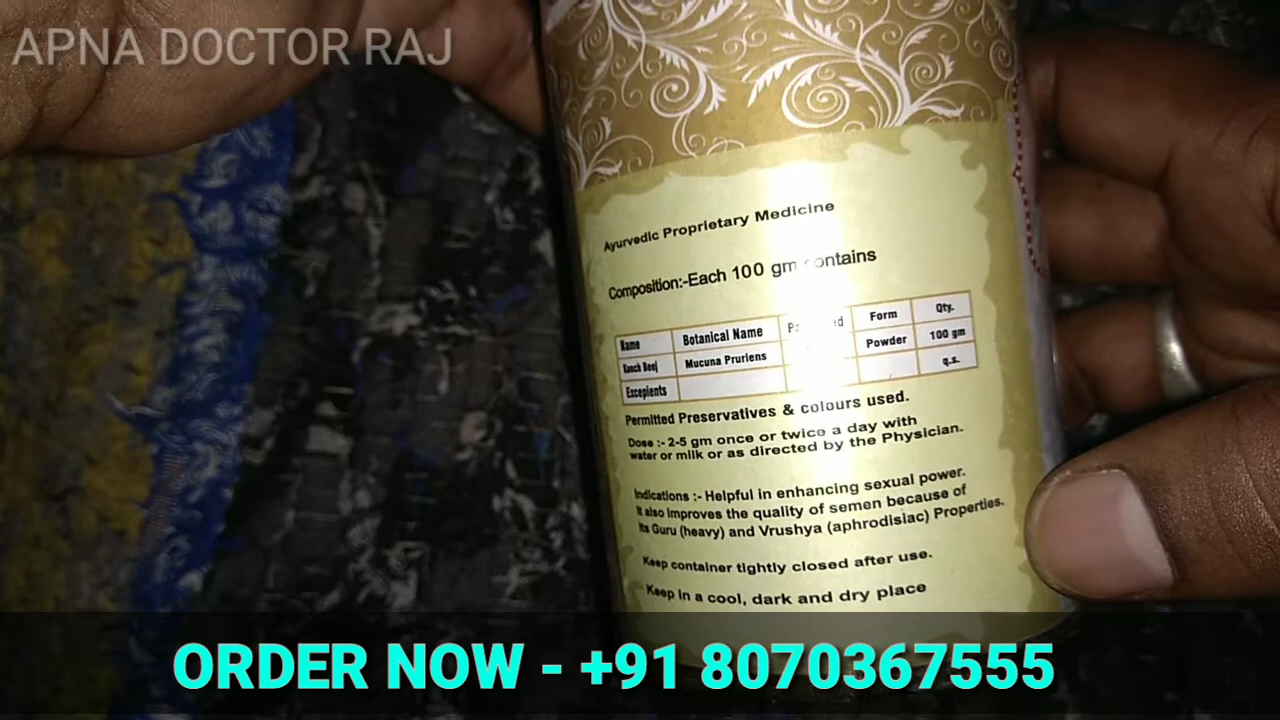 APNA DOCTOR RAJ
Ayurvedic Proprietary Medicine
Composition:-Each 100 gm contains
Name Botanical Name Form Qty.
Kanch Beej Mucuna Pruriens Powder 100 gm
Excepients q.s.
Permitted Preservatives & colours used.
Dose :- 2-5 gm once or twice a day with
water or milk or as directed by the Physician.
Indications :- Helpful in enhancing sexual power.
It also improves the quality of semen because of
its Guru (heavy) and Vrushya (aphrodisiac) Properties.
Keep container tightly closed after use.
Keep in a cool, dark and dry place
ORDER NOW - +91 8070367555